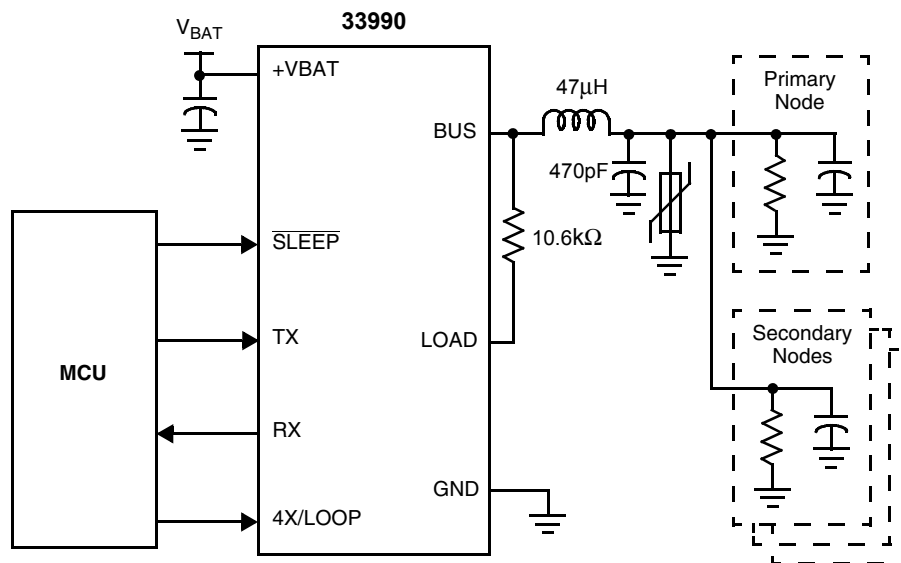 33990
V_BAT
+VBAT
BUS
47μH
470pF
Primary
Node
SLEEP
10.6kΩ
TX
LOAD
Secondary
Nodes
MCU
RX
GND
4X/LOOP